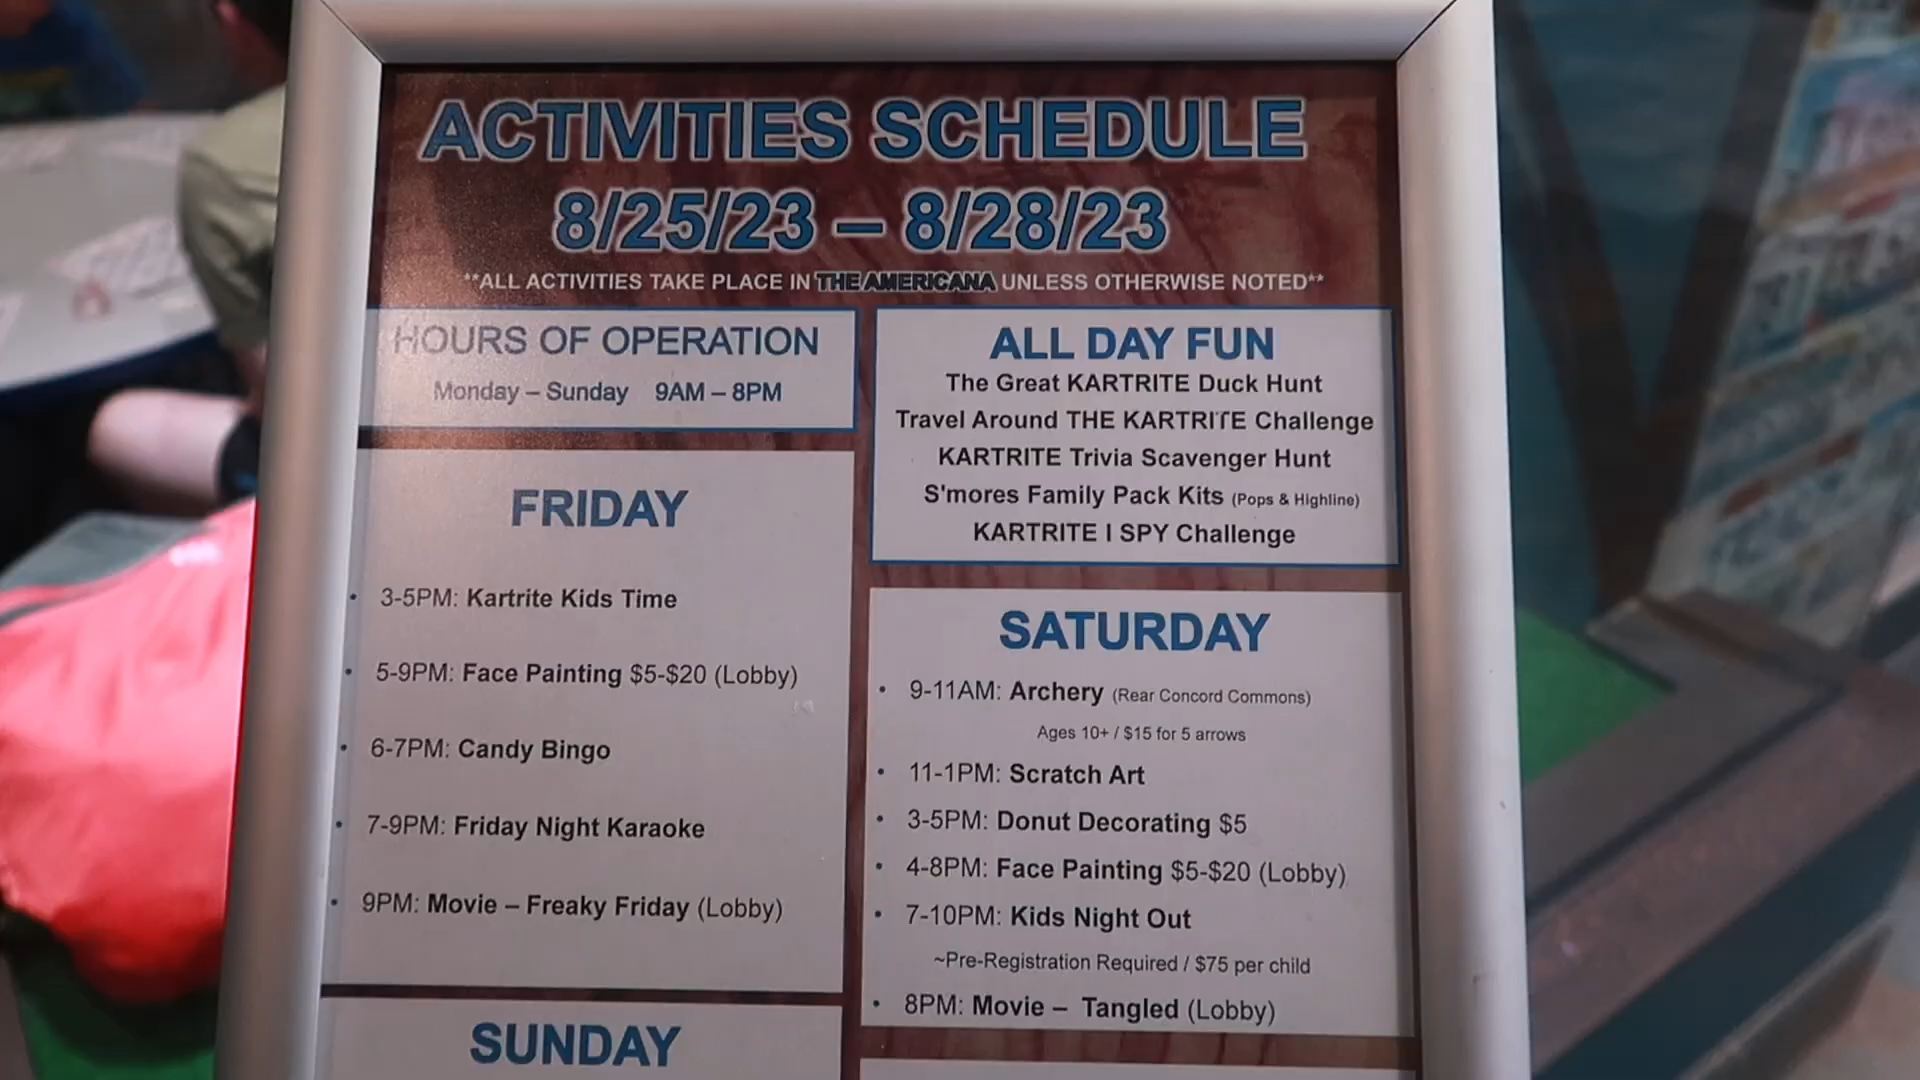 ACTIVITIES SCHEDULE
8/25/23 – 8/28/23
**ALL ACTIVITIES TAKE PLACE IN THE AMERICANA UNLESS OTHERWISE NOTED**
HOURS OF OPERATION
Monday – Sunday 9AM – 8PM
FRIDAY
• 3-5PM: Kartrite Kids Time
• 5-9PM: Face Painting $5-$20 (Lobby)
• 6-7PM: Candy Bingo
• 7-9PM: Friday Night Karaoke
• 9PM: Movie – Freaky Friday (Lobby)
SUNDAY
ALL DAY FUN
The Great KARTRITE Duck Hunt
Travel Around THE KARTRITE Challenge
KARTRITE Trivia Scavenger Hunt
S'mores Family Pack Kits (Pops & Highline)
KARTRITE I SPY Challenge
SATURDAY
• 9-11AM: Archery (Rear Concord Commons)
Ages 10+ / $15 for 5 arrows
• 11-1PM: Scratch Art
• 3-5PM: Donut Decorating $5
• 4-8PM: Face Painting $5-$20 (Lobby)
• 7-10PM: Kids Night Out
~Pre-Registration Required / $75 per child
• 8PM: Movie – Tangled (Lobby)